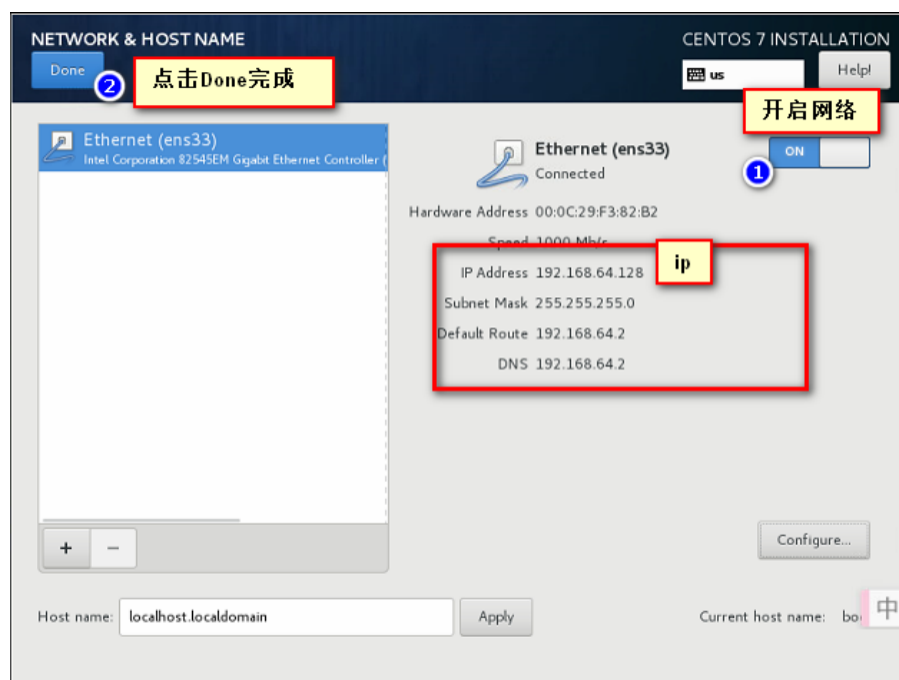 NETWORK & HOST NAME
CENTOS 7 INSTALLATION
Done
2
点击Done完成
us
Help!
开启网络
Ethernet (ens33)
Intel Corporation 82545EM Gigabit Ethernet Controller (
Ethernet (ens33)
Connected
ON
1
Hardware Address 00:0C:29:F3:82:B2
Speed 1000 Mb/s
ip
IP Address 192.168.64.128
Subnet Mask 255.255.255.0
Default Route 192.168.64.2
DNS 192.168.64.2
+ −
Configure...
Host name: localhost.localdomain
Apply
Current host name:
中